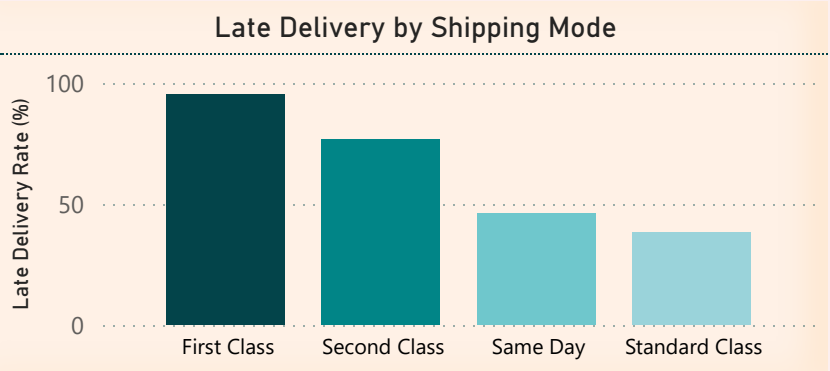 Late Delivery by Shipping Mode
Late Delivery Rate (%)
100
50
0
First Class
Second Class
Same Day
Standard Class